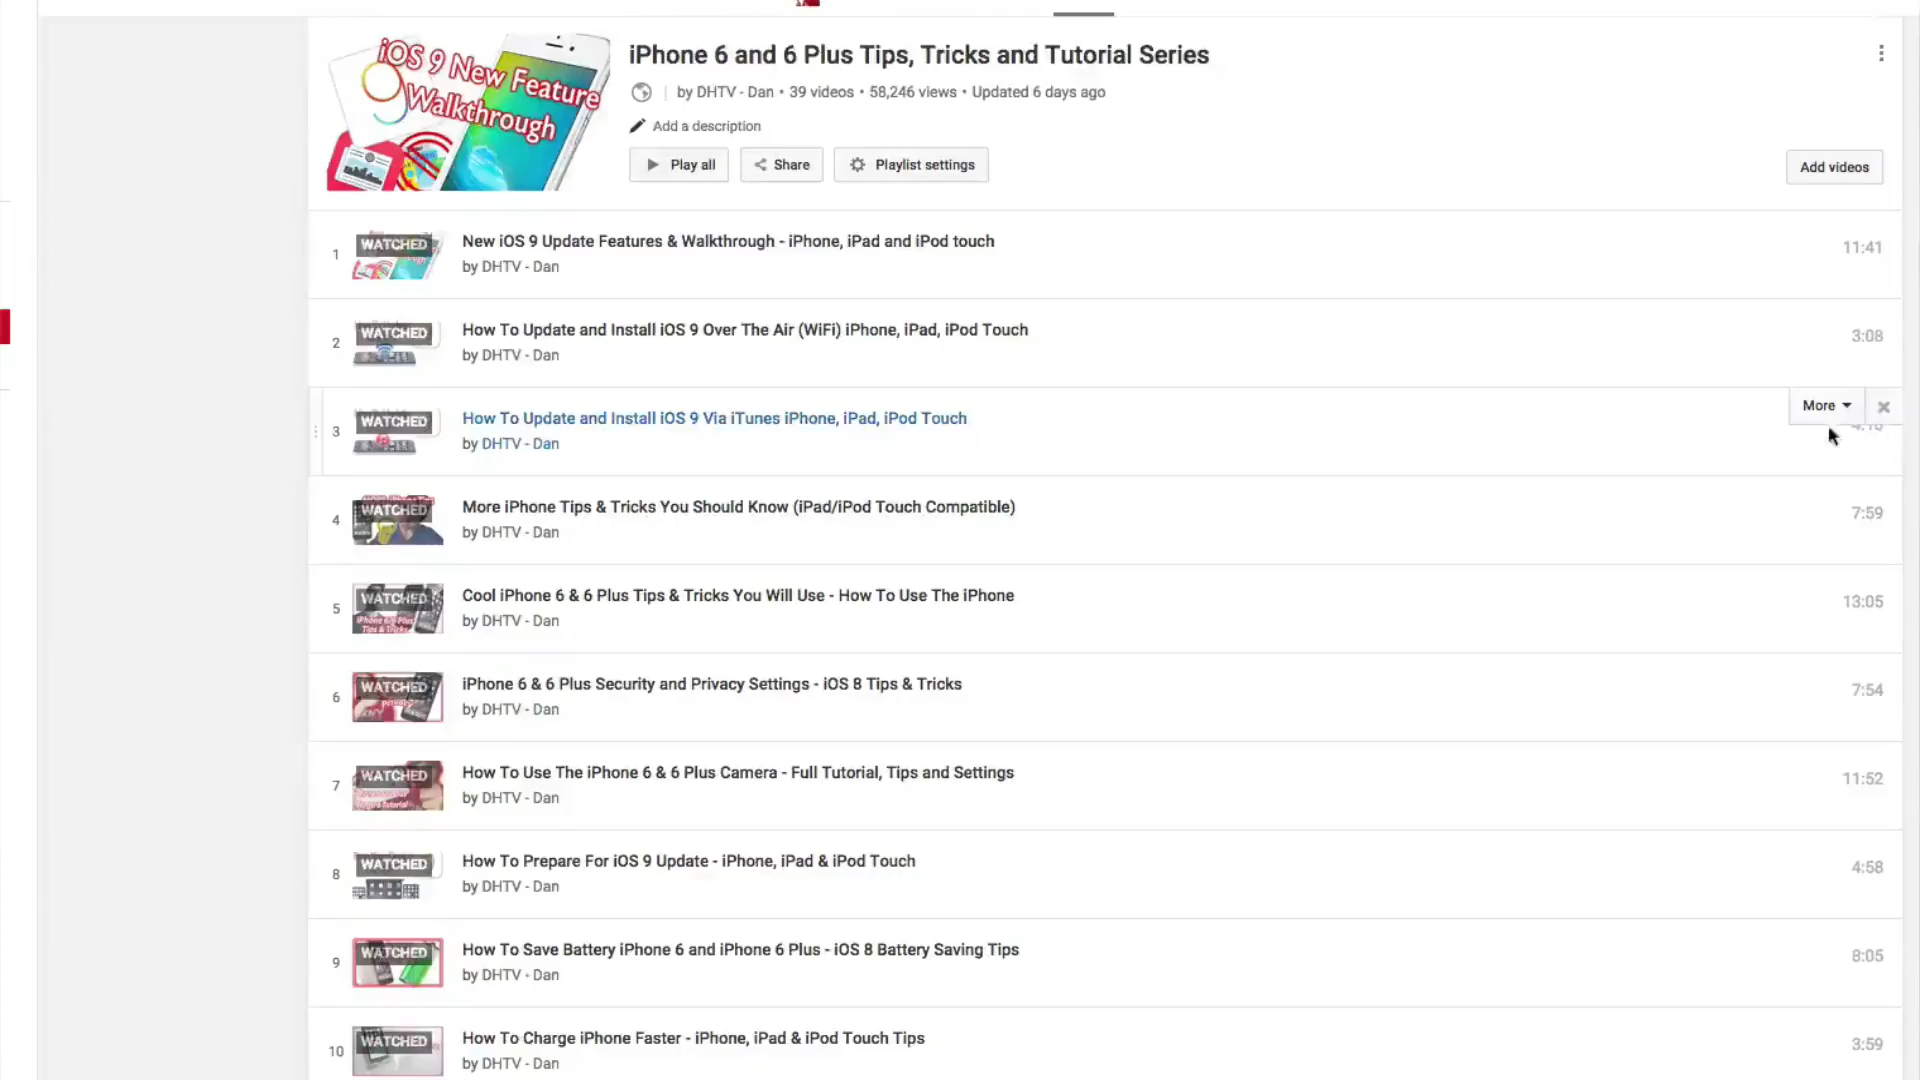 iOS 9 New Feature
Walkthrough
iPhone 6 and 6 Plus Tips, Tricks and Tutorial Series
by DHTV - Dan • 39 videos • 58,246 views • Updated 6 days ago
Add a description
Play all
Share
Playlist settings
Add videos
1
WATCHED
New iOS 9 Update Features & Walkthrough - iPhone, iPad and iPod touch
by DHTV - Dan
11:41
2
WATCHED
How To Update and Install iOS 9 Over The Air (WiFi) iPhone, iPad, iPod Touch
by DHTV - Dan
3:08
3
WATCHED
How To Update and Install iOS 9 Via iTunes iPhone, iPad, iPod Touch
by DHTV - Dan
More
4
WATCHED
More iPhone Tips & Tricks You Should Know (iPad/iPod Touch Compatible)
by DHTV - Dan
7:59
5
WATCHED
iPhone 6 & 6 Plus
Tips & Tricks
Cool iPhone 6 & 6 Plus Tips & Tricks You Will Use - How To Use The iPhone
by DHTV - Dan
13:05
6
WATCHED
iPhone 6 & 6 Plus Security and Privacy Settings - iOS 8 Tips & Tricks
by DHTV - Dan
7:54
7
WATCHED
How To Use The iPhone 6 & 6 Plus Camera - Full Tutorial, Tips and Settings
by DHTV - Dan
11:52
8
WATCHED
How To Prepare For iOS 9 Update - iPhone, iPad & iPod Touch
by DHTV - Dan
4:58
9
WATCHED
How To Save Battery iPhone 6 and iPhone 6 Plus - iOS 8 Battery Saving Tips
by DHTV - Dan
8:05
10
WATCHED
How To Charge iPhone Faster - iPhone, iPad & iPod Touch Tips
by DHTV - Dan
3:59